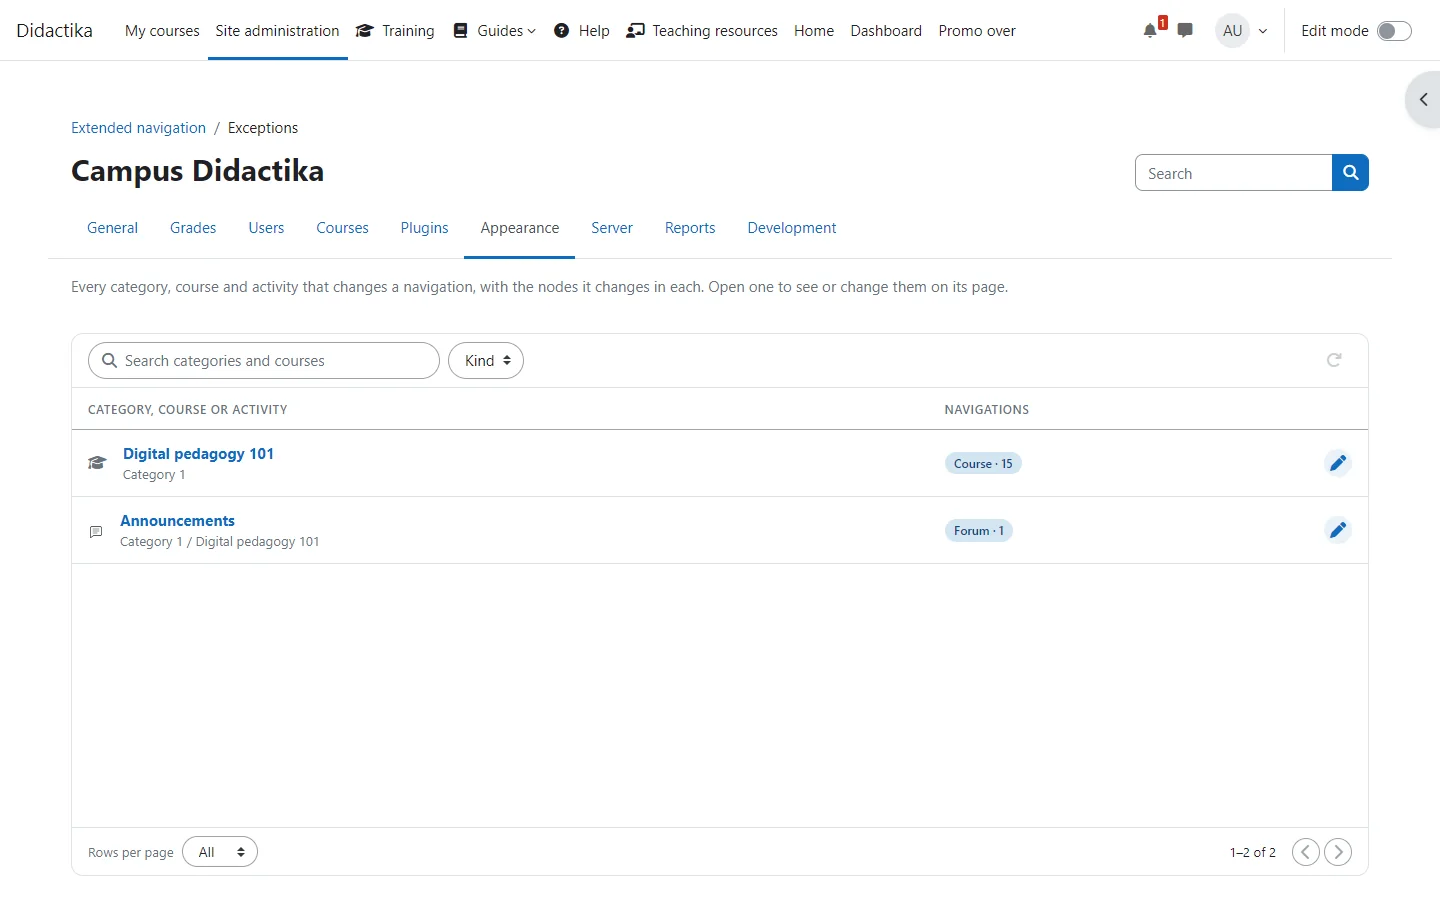 Didactika
My courses
Site administration
Training
Guides
Help
Teaching resources
Home
Dashboard
Promo over
1
AU
Edit mode
Extended navigation / Exceptions
Campus Didactika
Search
General
Grades
Users
Courses
Plugins
Appearance
Server
Reports
Development
Every category, course and activity that changes a navigation, with the nodes it changes in each. Open one to see or change them on its page.
Search categories and courses
Kind
CATEGORY, COURSE OR ACTIVITY
NAVIGATIONS
Digital pedagogy 101
Category 1
Course · 15
Announcements
Category 1 / Digital pedagogy 101
Forum · 1
Rows per page
All
1–2 of 2